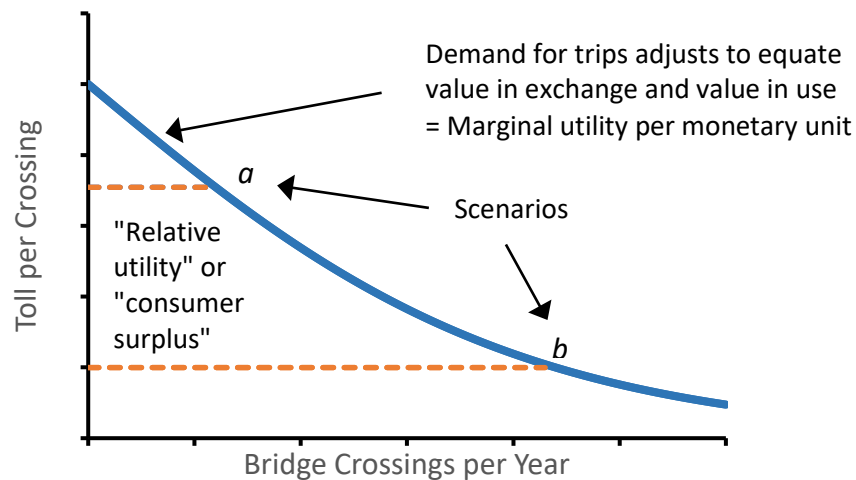 Demand for trips adjusts to equate
value in exchange and value in use
= Marginal utility per monetary unit
a
Scenarios
"Relative
utility" or
"consumer
surplus"
b
Toll per Crossing
Bridge Crossings per Year